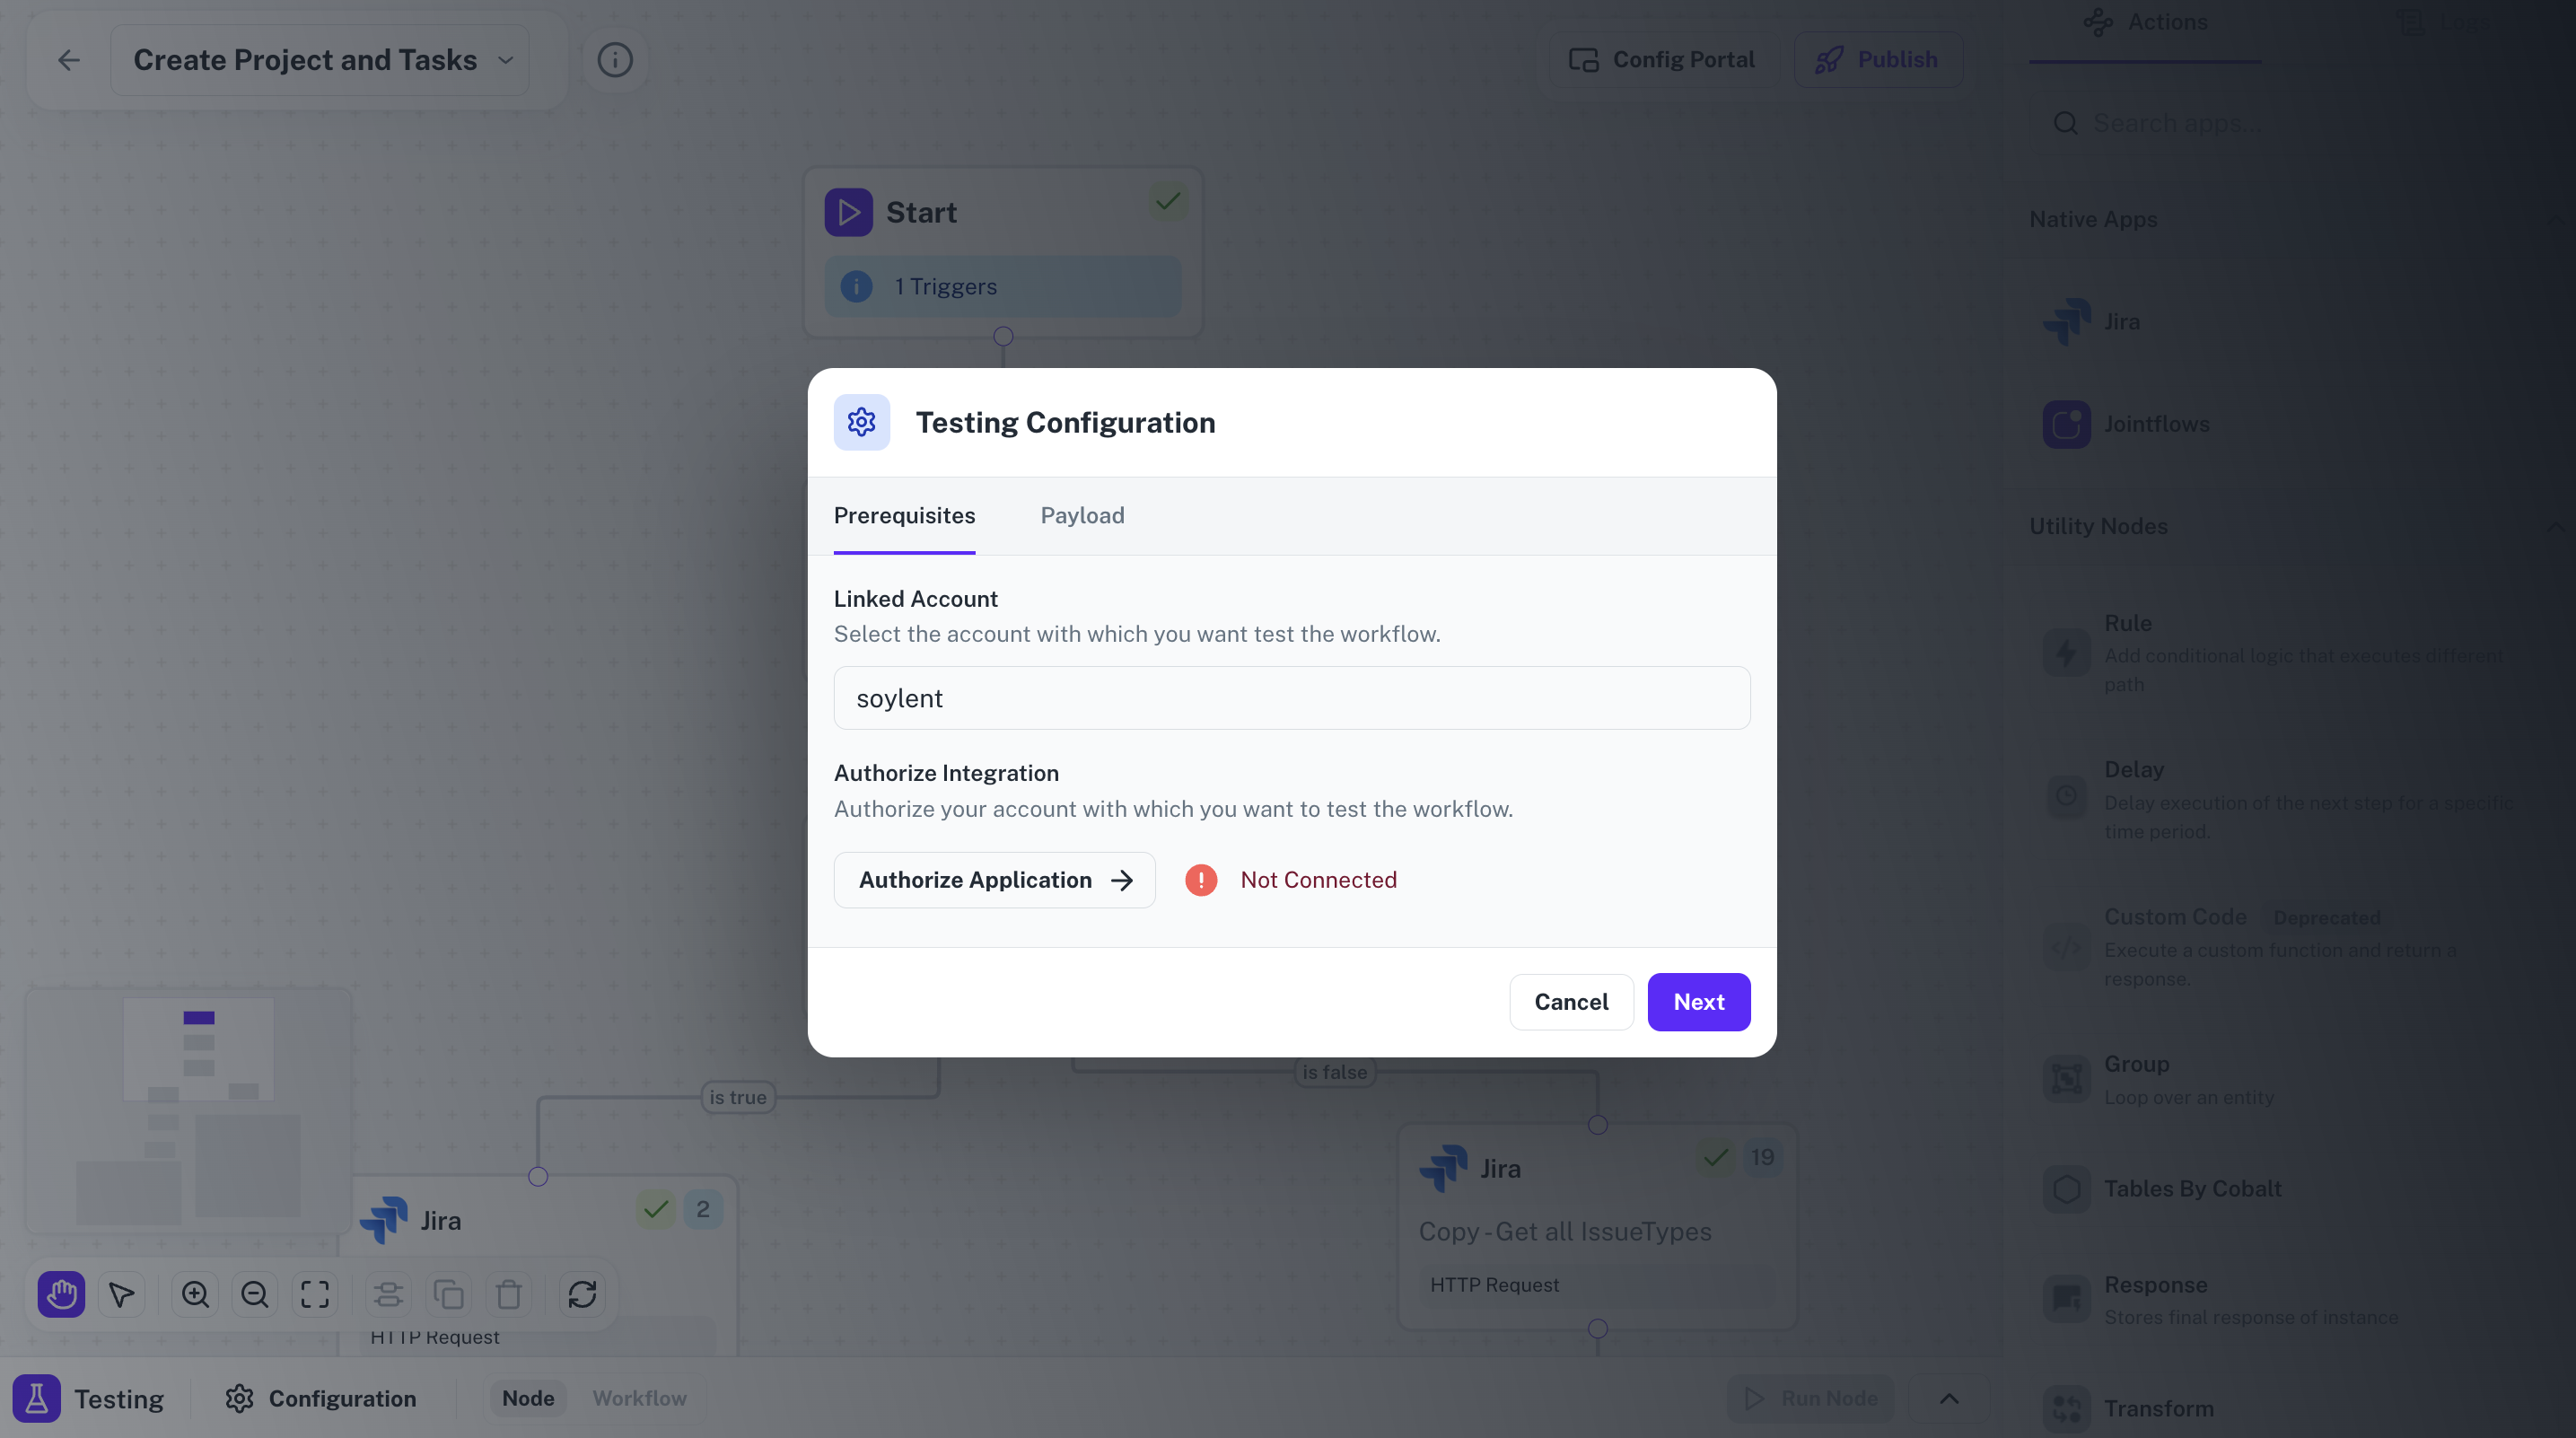 Create Project and Tasks
Config Portal
Publish
Actions
Logs
Search apps...
Start
1 Triggers
Native Apps
Jira
Jointflows
Utility Nodes
Rule
Add conditional logic that executes different
path
Delay
Delay execution of the next step for a specific
time period.
Custom Code Deprecated
Execute a custom function and return a
response.
Group
Loop over an entity
Tables By Cobalt
Response
Stores final response of instance
Transform
Testing Configuration
Prerequisites
Payload
Linked Account
Select the account with which you want test the workflow.
soylent
Authorize Integration
Authorize your account with which you want to test the workflow.
Authorize Application
Not Connected
Cancel
Next
is true
is false
Jira
2
HTTP Request
Jira
19
Copy - Get all IssueTypes
HTTP Request
Testing
Configuration
Node
Workflow
Run Node